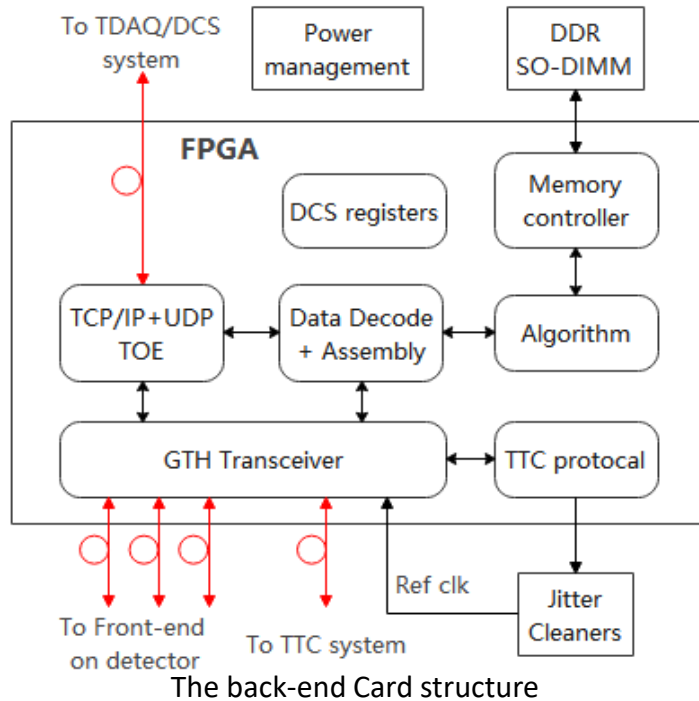 To TDAQ/DCS
system
Power
management
DDR
SO-DIMM
FPGA
DCS registers
Memory
controller
TCP/IP+UDP
TOE
Data Decode
+ Assembly
Algorithm
GTH Transceiver
TTC protocal
Ref clk
Jitter
Cleaners
To Front-end
on detector
To TTC system
The back-end Card structure